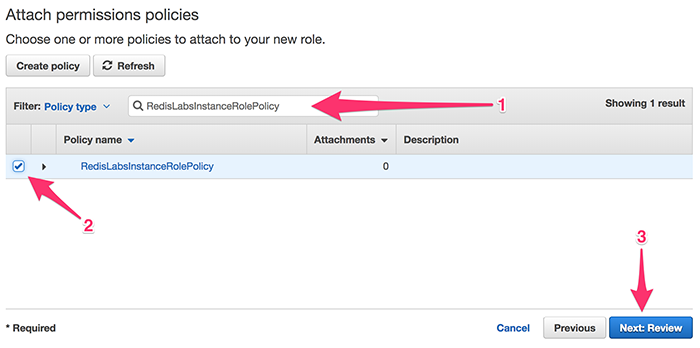 Attach permissions policies
Choose one or more policies to attach to your new role.
Create policy Refresh
Filter: Policy type RedisLabsInstanceRolePolicy 1 Showing 1 result
Policy name Attachments Description
RedisLabsInstanceRolePolicy 0
2
3
* Required Cancel Previous Next: Review